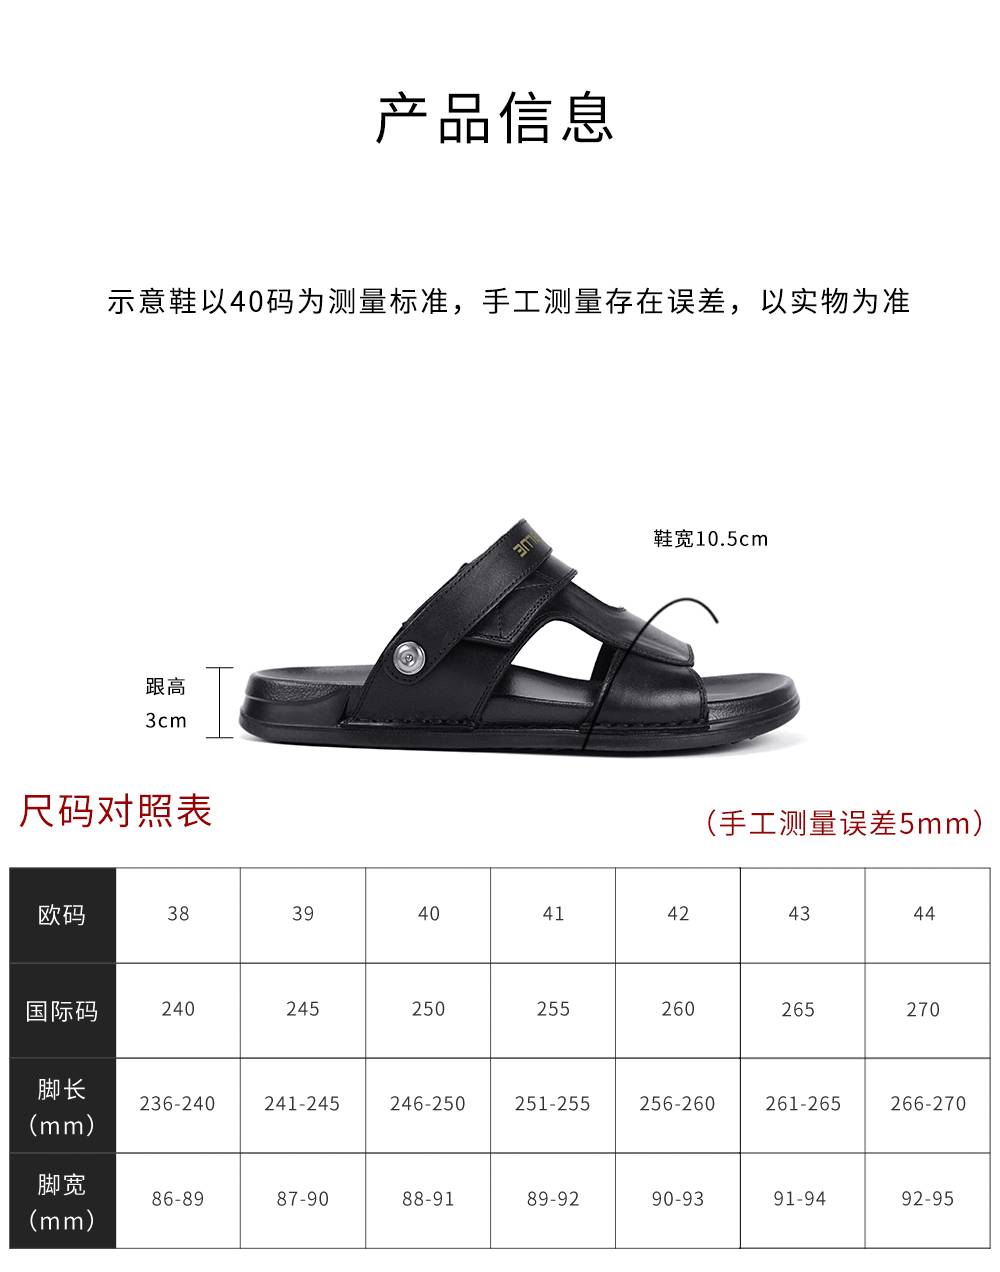 产品信息
示意鞋以40码为测量标准，手工测量存在误差，以实物为准
鞋宽10.5cm
跟高
3cm
尺码对照表
（手工测量误差5mm）
欧码 38 39 40 41 42 43 44
国际码 240 245 250 255 260 265 270
脚长
（mm） 236-240 241-245 246-250 251-255 256-260 261-265 266-270
脚宽
（mm） 86-89 87-90 88-91 89-92 90-93 91-94 92-95